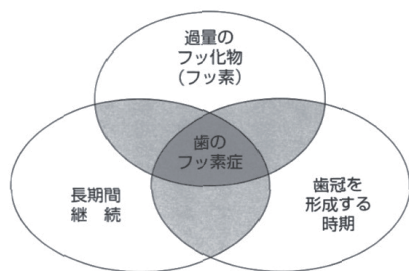 過量の
フッ化物
(フッ素)
歯の
フッ素症
長期間
継 続
歯冠を
形成する
時期